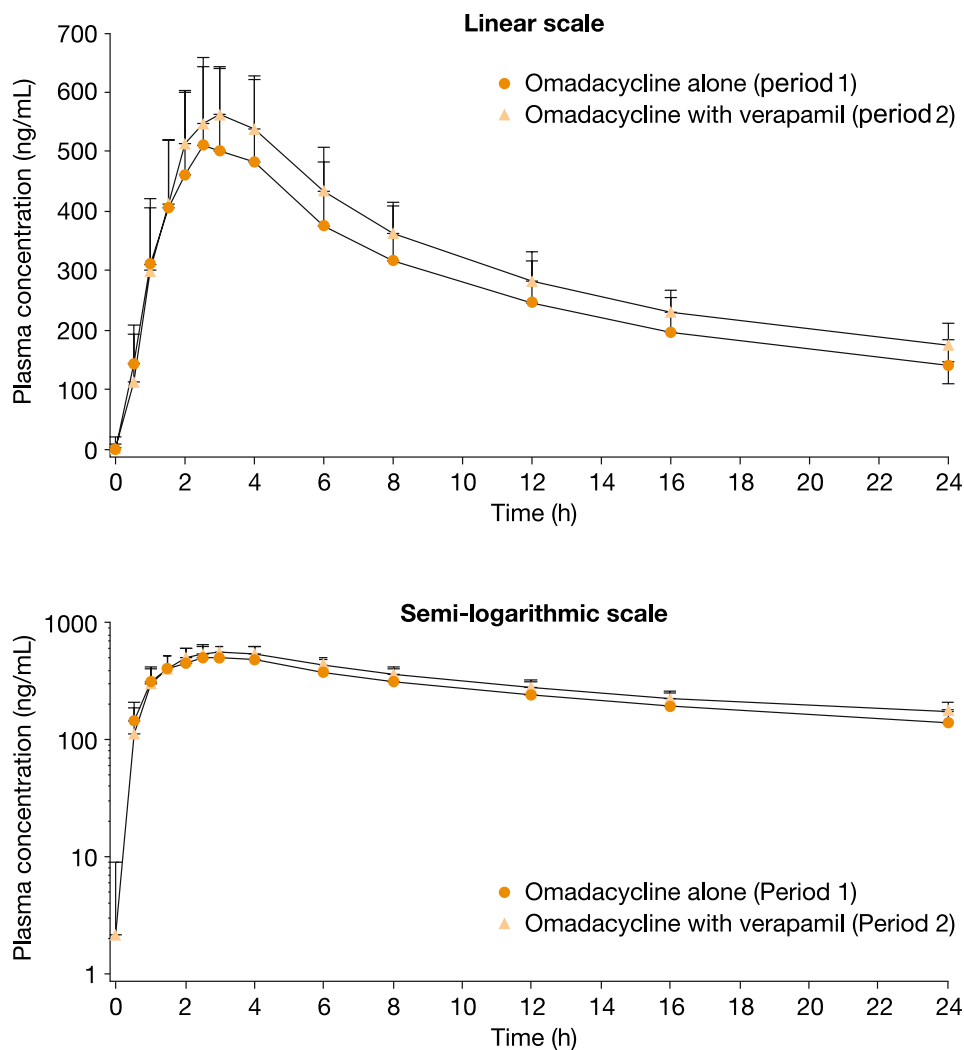 Linear scale
Plasma concentration (ng/mL)
700
600
500
400
300
200
100
0
Omadacycline alone (period 1)
Omadacycline with verapamil (period 2)
0 2 4 6 8 10 12 14 16 18 20 22 24
Time (h)
Semi-logarithmic scale
Plasma concentration (ng/mL)
1000
100
10
1
Omadacycline alone (Period 1)
Omadacycline with verapamil (Period 2)
0 2 4 6 8 10 12 14 16 18 20 22 24
Time (h)